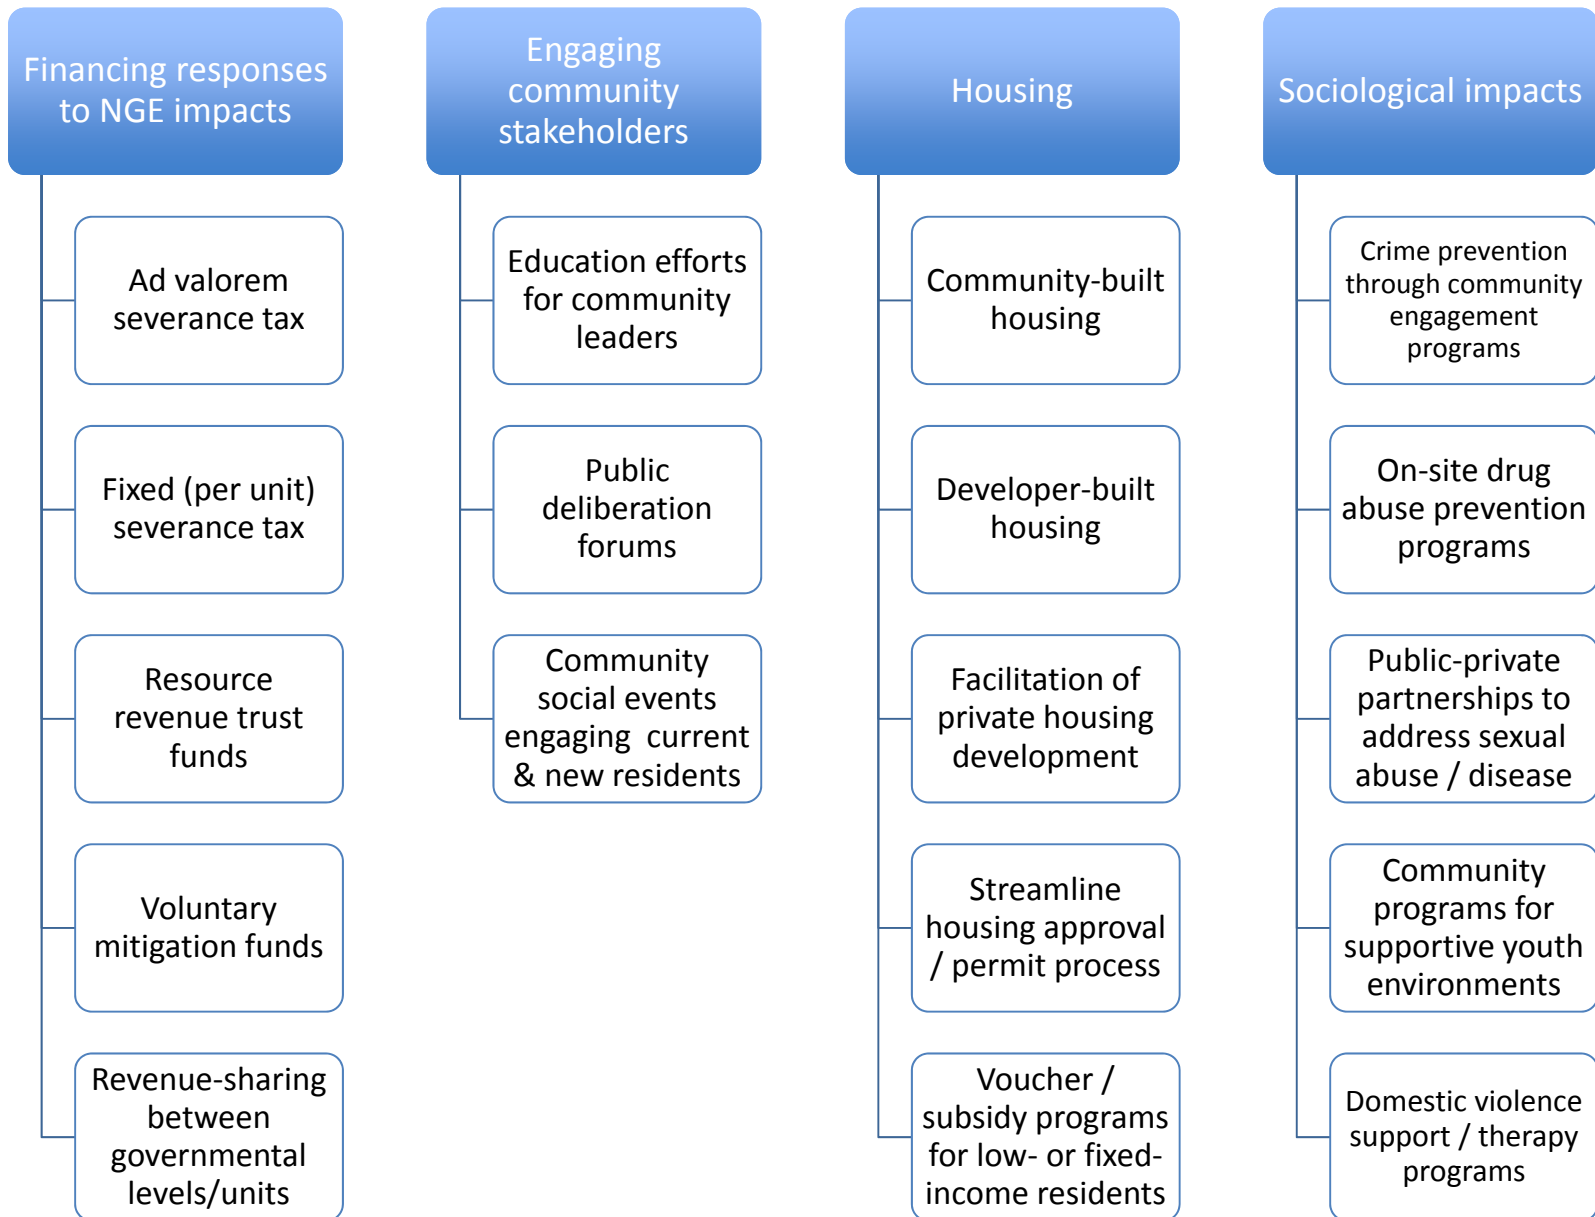 Financing responses
to NGE impacts
Ad valorem
severance tax
Fixed (per unit)
severance tax
Resource
revenue trust
funds
Voluntary
mitigation funds
Revenue-sharing
between
governmental
levels/units
Engaging
community
stakeholders
Education efforts
for community
leaders
Public
deliberation
forums
Community
social events
engaging current
& new residents
Housing
Community-built
housing
Developer-built
housing
Facilitation of
private housing
development
Streamline
housing approval
/ permit process
Voucher /
subsidy programs
for low- or fixed-
income residents
Sociological impacts
Crime prevention
through community
engagement
programs
On-site drug
abuse prevention
programs
Public-private
partnerships to
address sexual
abuse / disease
Community
programs for
supportive youth
environments
Domestic violence
support / therapy
programs